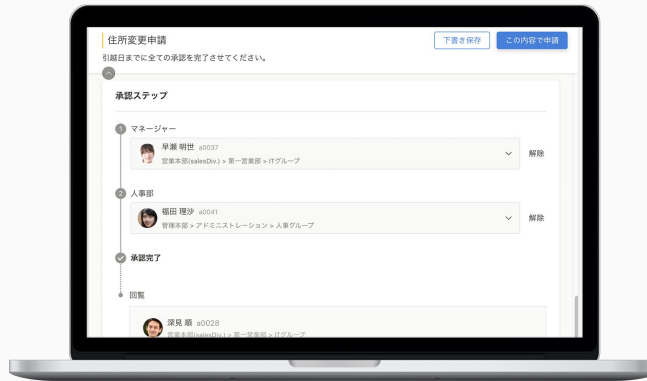 住所変更申請
下書き保存
この内容で申請
引越日までに全ての承認を完了させてください。
承認ステップ
1 マネージャー
早瀬 明世 a0037
営業本部(salesDiv.) > 第一営業部 > ITグループ
解除
2 人事部
福田 理沙 a0041
管理本部 > アドミニストレーション > 人事グループ
解除
承認完了
回覧
深見 順 a0028
営業本部(salesDiv.) > 第一営業部 > ITグループ